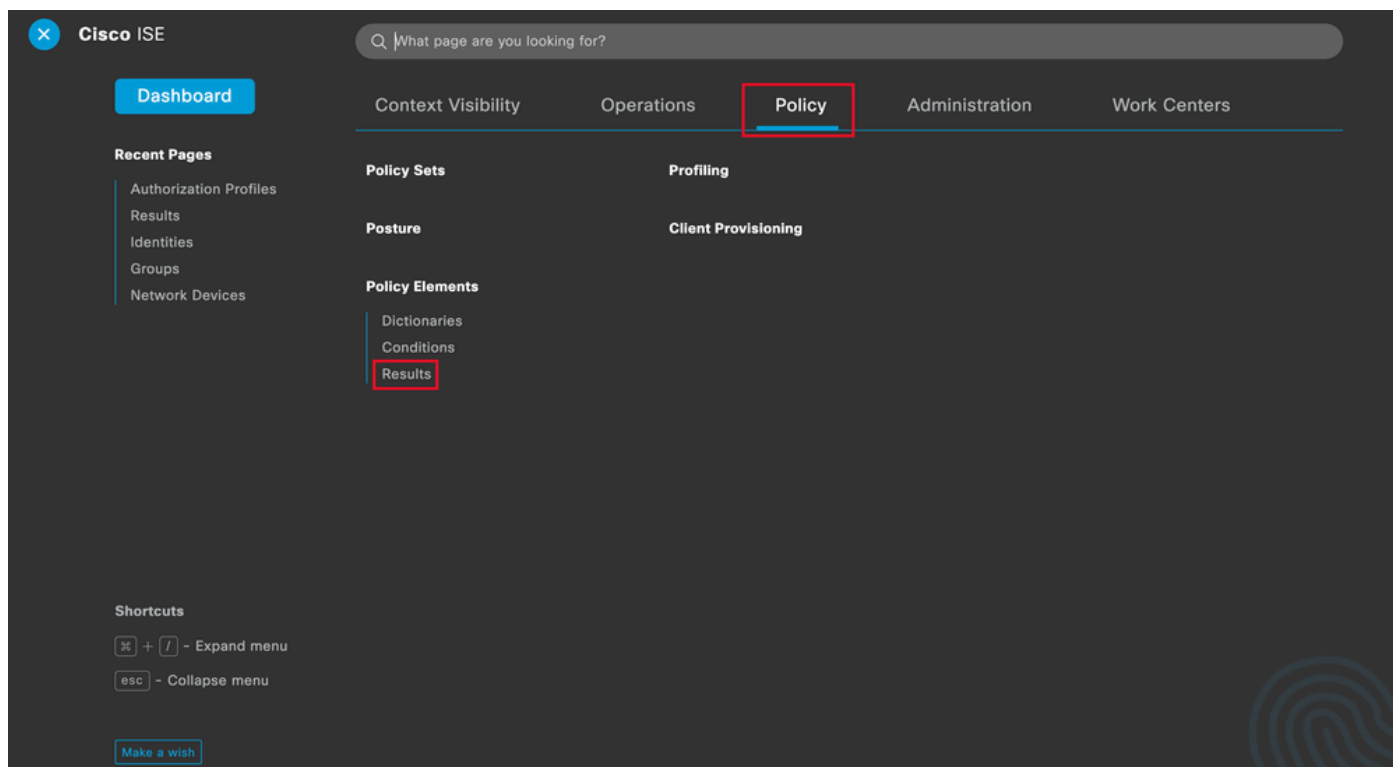 Cisco ISE
What page are you looking for?
Dashboard
Context Visibility
Operations
Policy
Administration
Work Centers
Recent Pages
Authorization Profiles
Results
Identities
Groups
Network Devices
Policy Sets
Profiling
Posture
Client Provisioning
Policy Elements
Dictionaries
Conditions
Results
Shortcuts
⌘ + / - Expand menu
esc - Collapse menu
Make a wish